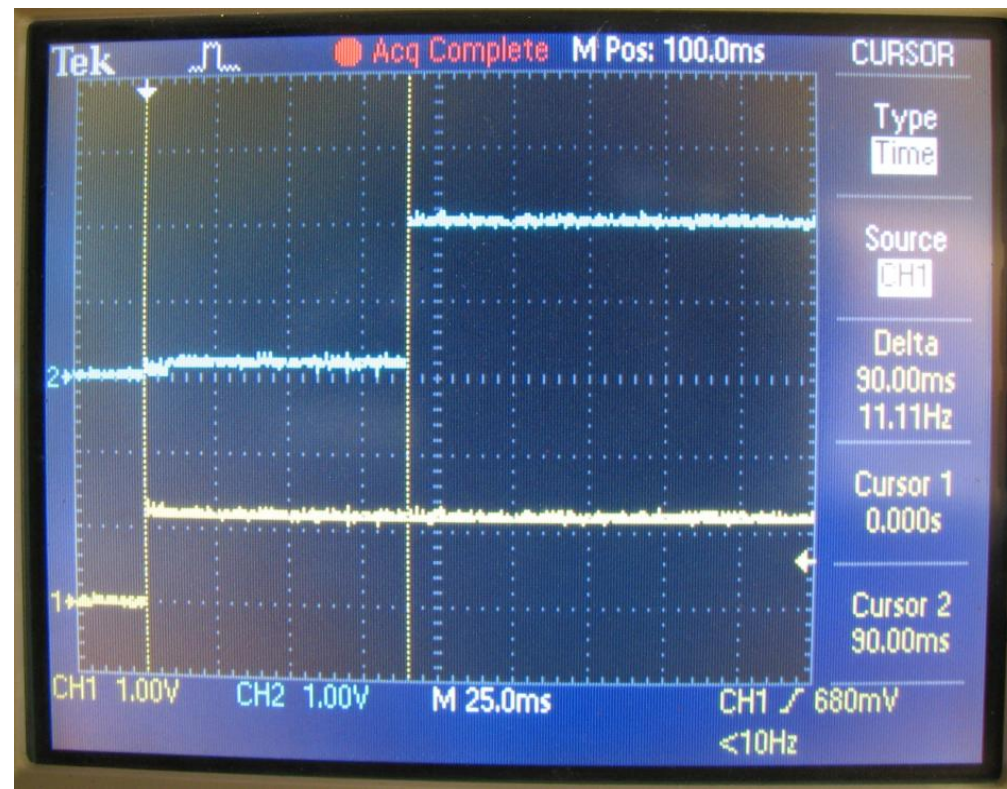 Tek Acq Complete M Pos: 100.0ms CURSOR
Type
Time
Source
CH1
Delta
90.00ms
11.11Hz
Cursor 1
0.000s
Cursor 2
90.00ms
2
1
CH1 1.00V CH2 1.00V M 25.0ms CH1 680mV
<10Hz